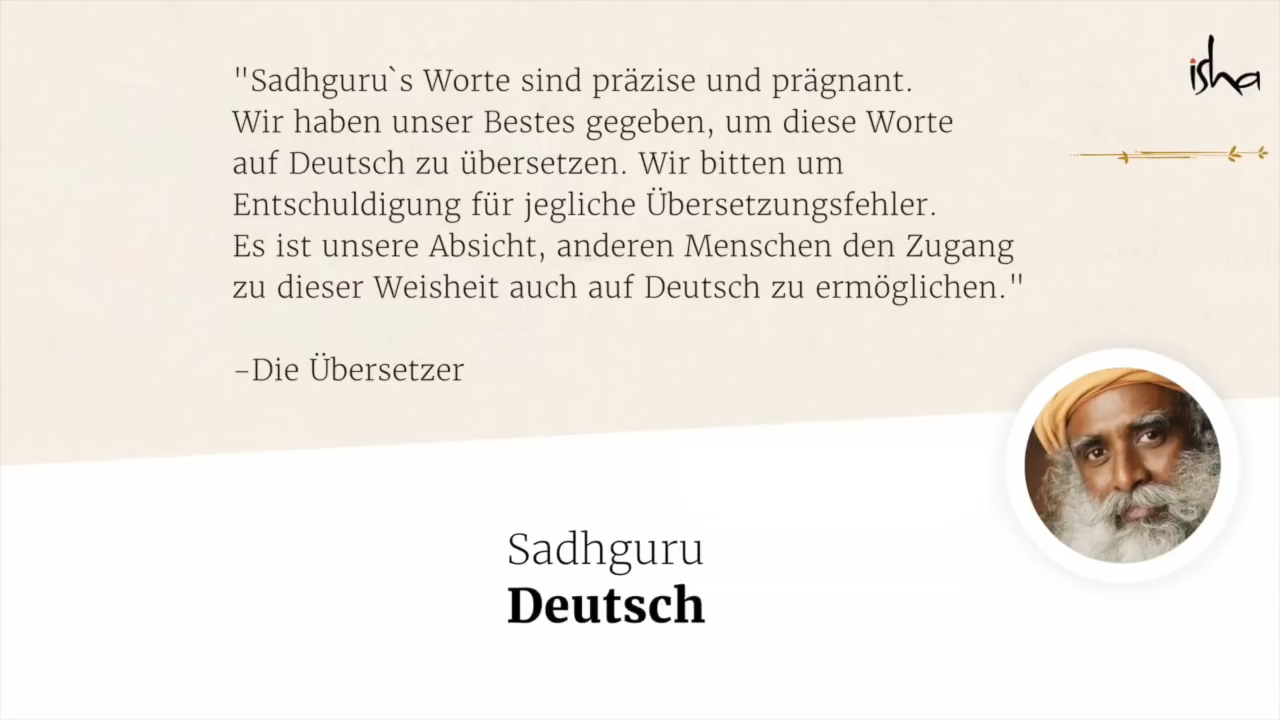 "Sadhguru`s Worte sind präzise und prägnant.
Wir haben unser Bestes gegeben, um diese Worte
auf Deutsch zu übersetzen. Wir bitten um
Entschuldigung für jegliche Übersetzungsfehler.
Es ist unsere Absicht, anderen Menschen den Zugang
zu dieser Weisheit auch auf Deutsch zu ermöglichen."
–Die Übersetzer
isha
Sadhguru
Deutsch